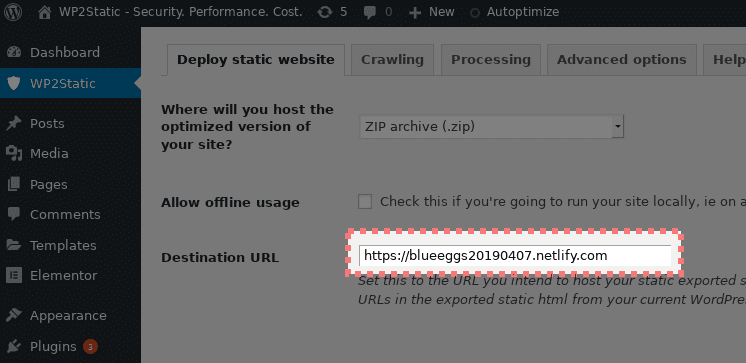 WP2Static - Security. Performance. Cost. 5 0 New Autoptimize
Dashboard
WP2Static
Posts
Media
Pages
Comments
Templates
Elementor
Appearance
Plugins 3
Deploy static website Crawling Processing Advanced options Help
Where will you host the
optimized version of
your site?
ZIP archive (.zip)
Allow offline usage
Check this if you're going to run your site locally, ie on a
Destination URL
https://blueeggs20190407.netlify.com
Set this to the URL you intend to host your static exported s
URLs in the exported static html from your current WordPre